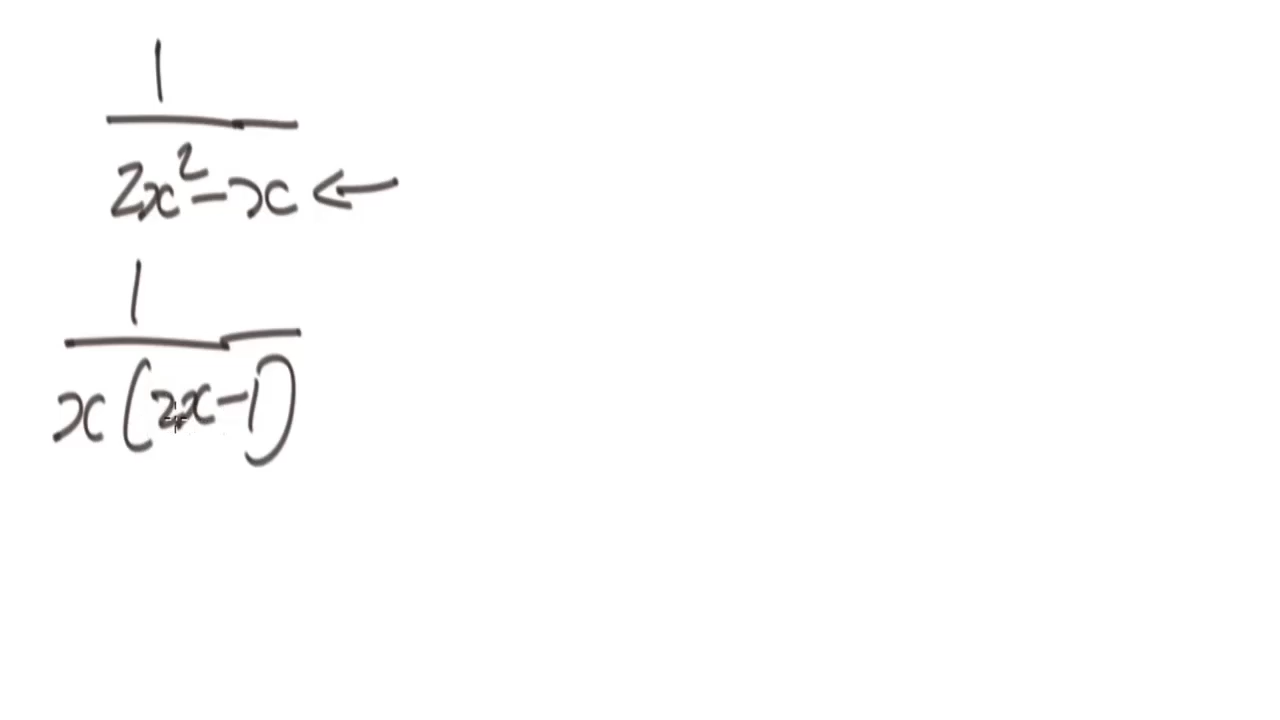 1
2x² - x ←
1
x(2x - 1)